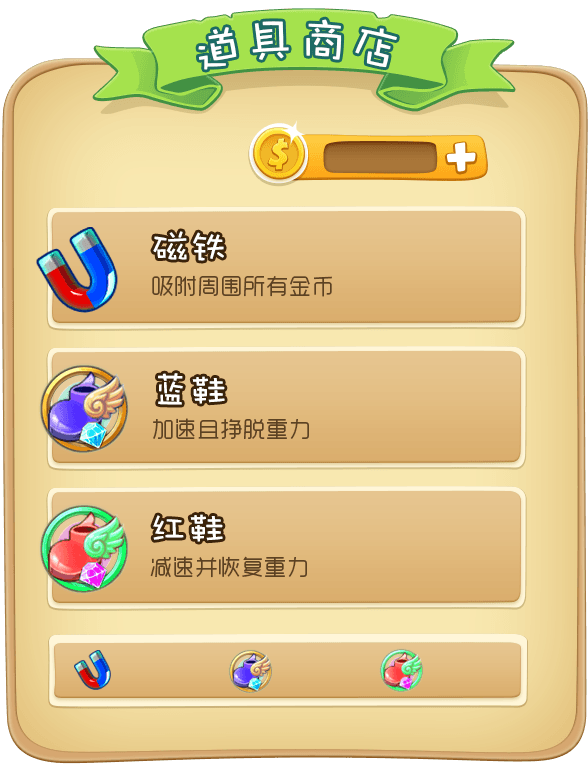 道具商店
磁铁
吸附周围所有金币
蓝鞋
加速且挣脱重力
红鞋
减速并恢复重力